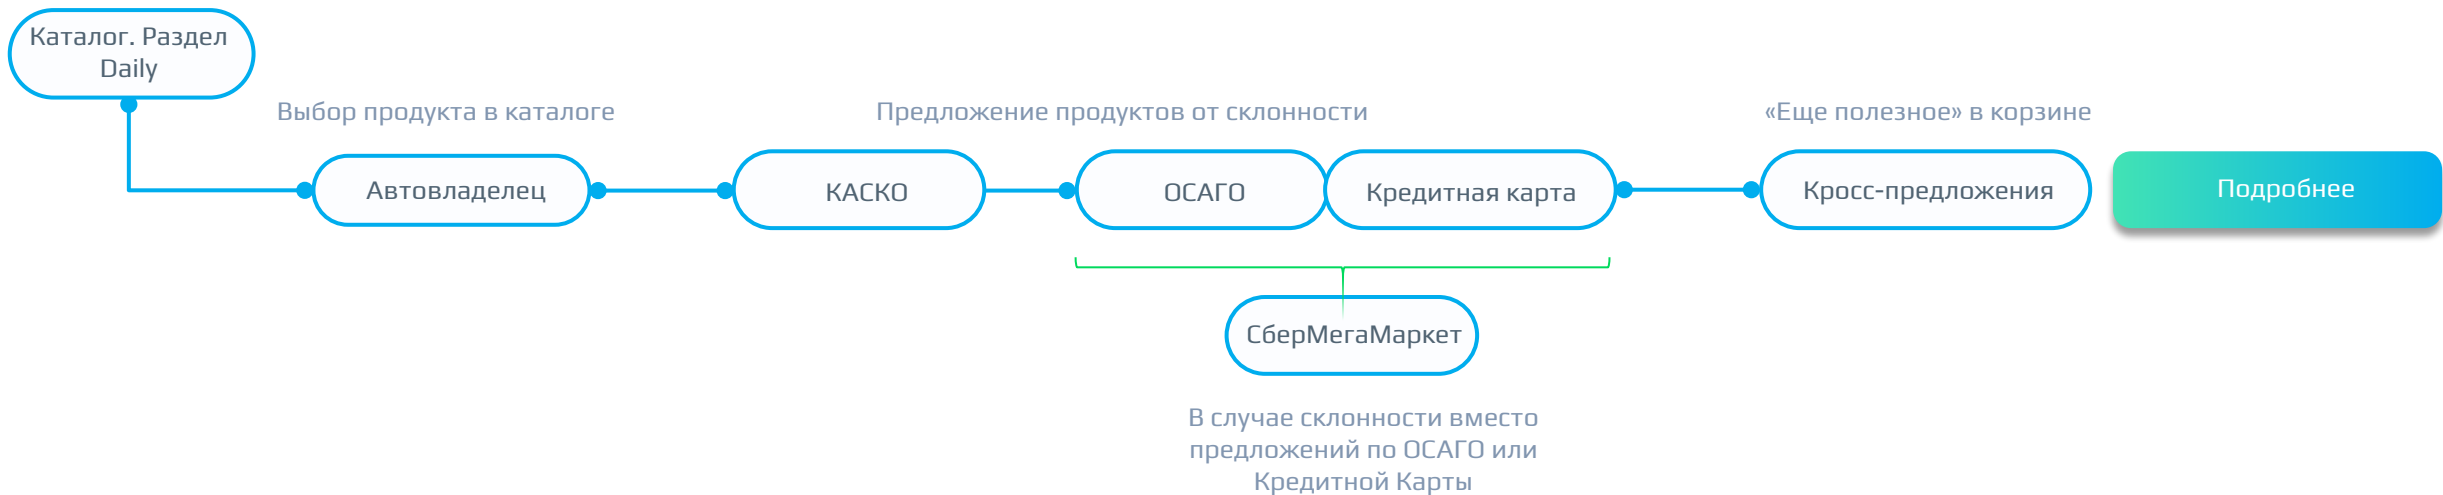 Каталог. Раздел
Daily
Выбор продукта в каталоге
Предложение продуктов от склонности
«Еще полезное» в корзине
Автовладелец
КАСКО
ОСАГО
Кредитная карта
Кросс-предложения
Подробнее
СберМегаМаркет
В случае склонности вместо
предложений по ОСАГО или
Кредитной Карты